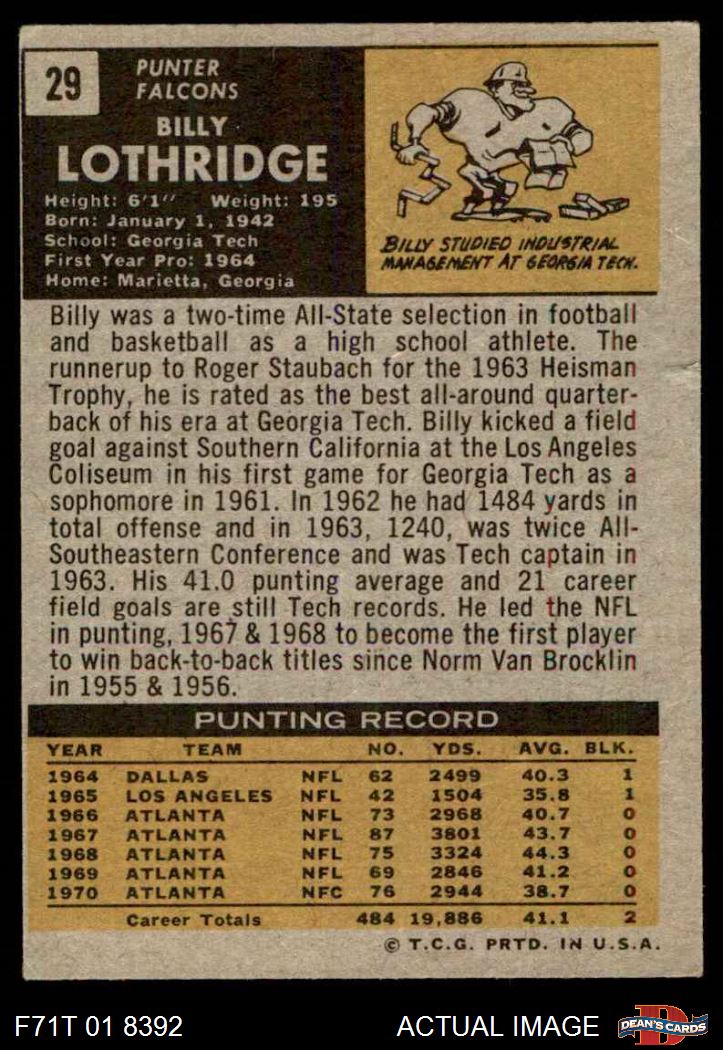 29
PUNTER
FALCONS
BILLY
LOTHRIDGE
Height: 6'1" Weight: 195
Born: January 1, 1942
School: Georgia Tech
First Year Pro: 1964
Home: Marietta, Georgia
BILLY STUDIED INDUSTRIAL
MANAGEMENT AT GEORGIA TECH.
Billy was a two-time All-State selection in football
and basketball as a high school athlete. The
runnerup to Roger Staubach for the 1963 Heisman
Trophy, he is rated as the best all-around quarter-
back of his era at Georgia Tech. Billy kicked a field
goal against Southern California at the Los Angeles
Coliseum in his first game for Georgia Tech as a
sophomore in 1961. In 1962 he had 1484 yards in
total offense and in 1963, 1240, was twice All-
Southeastern Conference and was Tech captain in
1963. His 41.0 punting average and 21 career
field goals are still Tech records. He led the NFL
in punting, 1967 & 1968 to become the first player
to win back-to-back titles since Norm Van Brocklin
in 1955 & 1956.
PUNTING RECORD
YEAR TEAM NO. YDS. AVG. BLK.
1964 DALLAS NFL 62 2499 40.3 1
1965 LOS ANGELES NFL 42 1504 35.8 1
1966 ATLANTA NFL 73 2968 40.7 0
1967 ATLANTA NFL 87 3801 43.7 0
1968 ATLANTA NFL 75 3324 44.3 0
1969 ATLANTA NFL 69 2846 41.2 0
1970 ATLANTA NFC 76 2944 38.7 0
Career Totals 484 19,886 41.1 2
© T.C.G. PRTD. IN U.S.A.
F71T 01 8392 ACTUAL IMAGE
D
DEAN'S CARDS